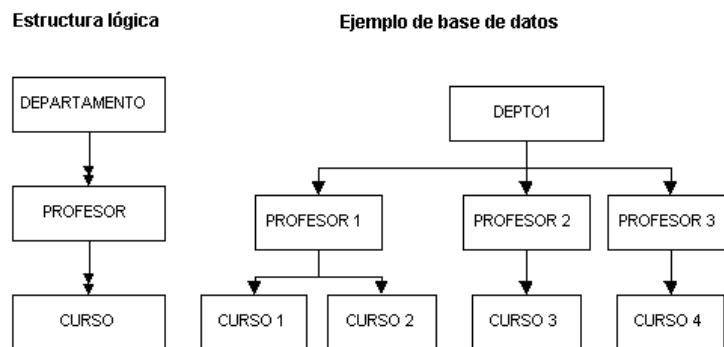 Estructura lógica
Ejemplo de base de datos
DEPARTAMENTO
DEPTO1
PROFESOR
PROFESOR 1
PROFESOR 2
PROFESOR 3
CURSO
CURSO 1
CURSO 2
CURSO 3
CURSO 4